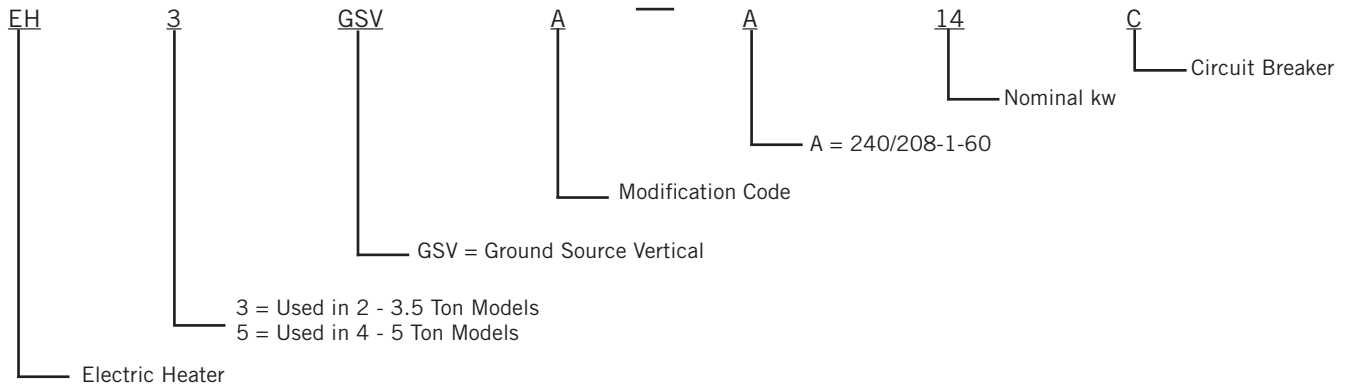 EH 3 GSV A — A 14 C
Circuit Breaker
Nominal kw
A = 240/208-1-60
Modification Code
GSV = Ground Source Vertical
3 = Used in 2 - 3.5 Ton Models
5 = Used in 4 - 5 Ton Models
Electric Heater